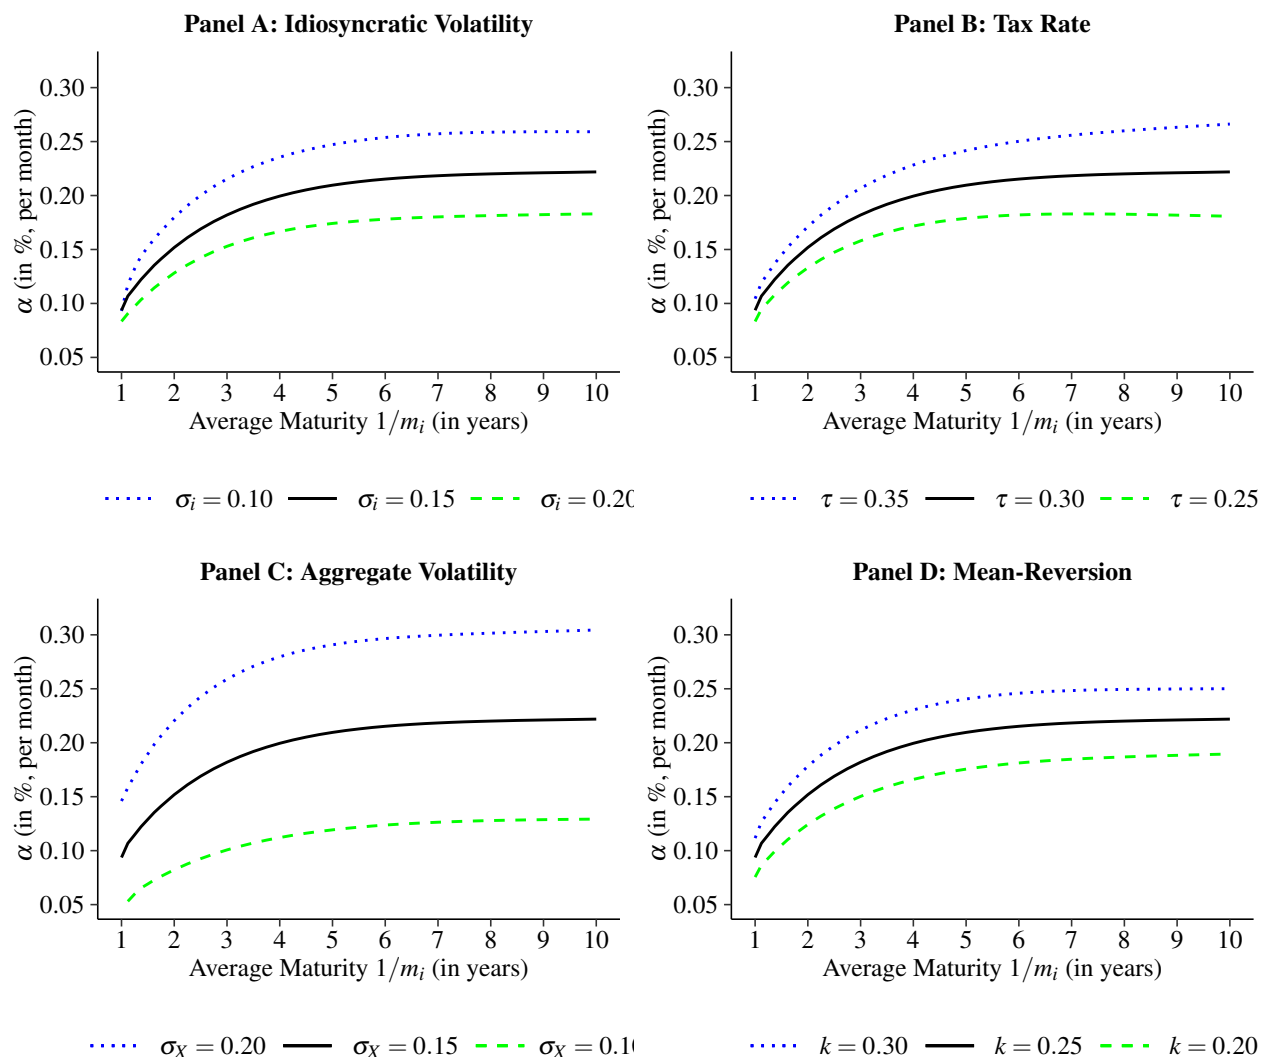 Panel A: Idiosyncratic Volatility
0.30
0.25
0.20
0.15
0.10
0.05
α (in %, per month)
1 2 3 4 5 6 7 8 9 10
Average Maturity 1/m_i (in years)
σ_i = 0.10 σ_i = 0.15 σ_i = 0.20
Panel B: Tax Rate
0.30
0.25
0.20
0.15
0.10
0.05
α (in %, per month)
1 2 3 4 5 6 7 8 9 10
Average Maturity 1/m_i (in years)
τ = 0.35 τ = 0.30 τ = 0.25
Panel C: Aggregate Volatility
0.30
0.25
0.20
0.15
0.10
0.05
α (in %, per month)
1 2 3 4 5 6 7 8 9 10
Average Maturity 1/m_i (in years)
σ_X = 0.20 σ_X = 0.15 σ_X = 0.10
Panel D: Mean-Reversion
0.30
0.25
0.20
0.15
0.10
0.05
α (in %, per month)
1 2 3 4 5 6 7 8 9 10
Average Maturity 1/m_i (in years)
k = 0.30 k = 0.25 k = 0.20